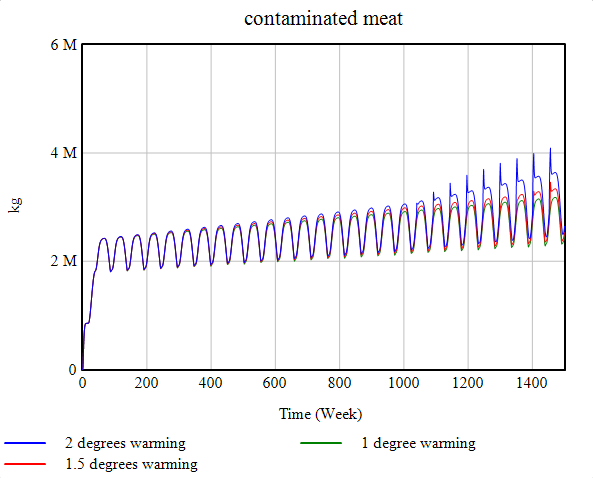 contaminated meat
6 M
4 M
2 M
0
kg
0 200 400 600 800 1000 1200 1400
Time (Week)
2 degrees warming 1 degree warming
1.5 degrees warming